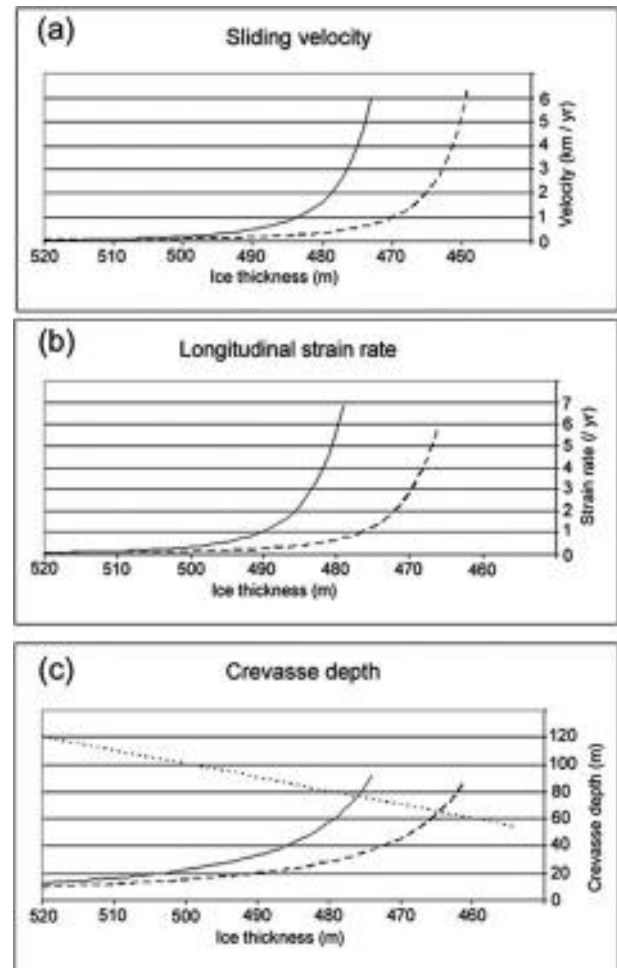 (a)
Sliding velocity
6
5
4
3
2
1
0
Velocity (km / yr)
520 510 500 490 480 470 460
Ice thickness (m)
(b)
Longitudinal strain rate
7
6
5
4
3
2
1
0
Strain rate (/ yr)
520 510 500 490 480 470 460
Ice thickness (m)
(c)
Crevasse depth
120
100
80
60
40
20
0
Crevasse depth (m)
520 510 500 490 480 470 460
Ice thickness (m)